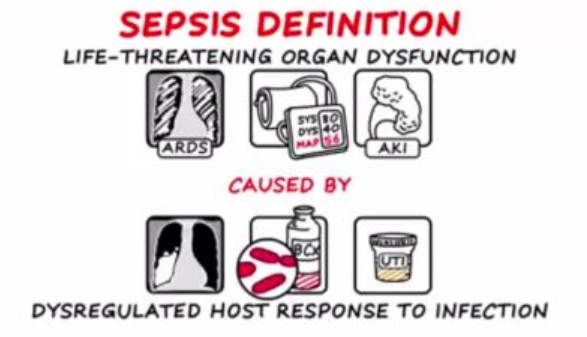 SEPSIS DEFINITION
LIFE-THREATENING ORGAN DYSFUNCTION
SYS 80
DYS 40
MAP 56
ARDS
AKI
CAUSED BY
BCx
UTI
DYSREGULATED HOST RESPONSE TO INFECTION